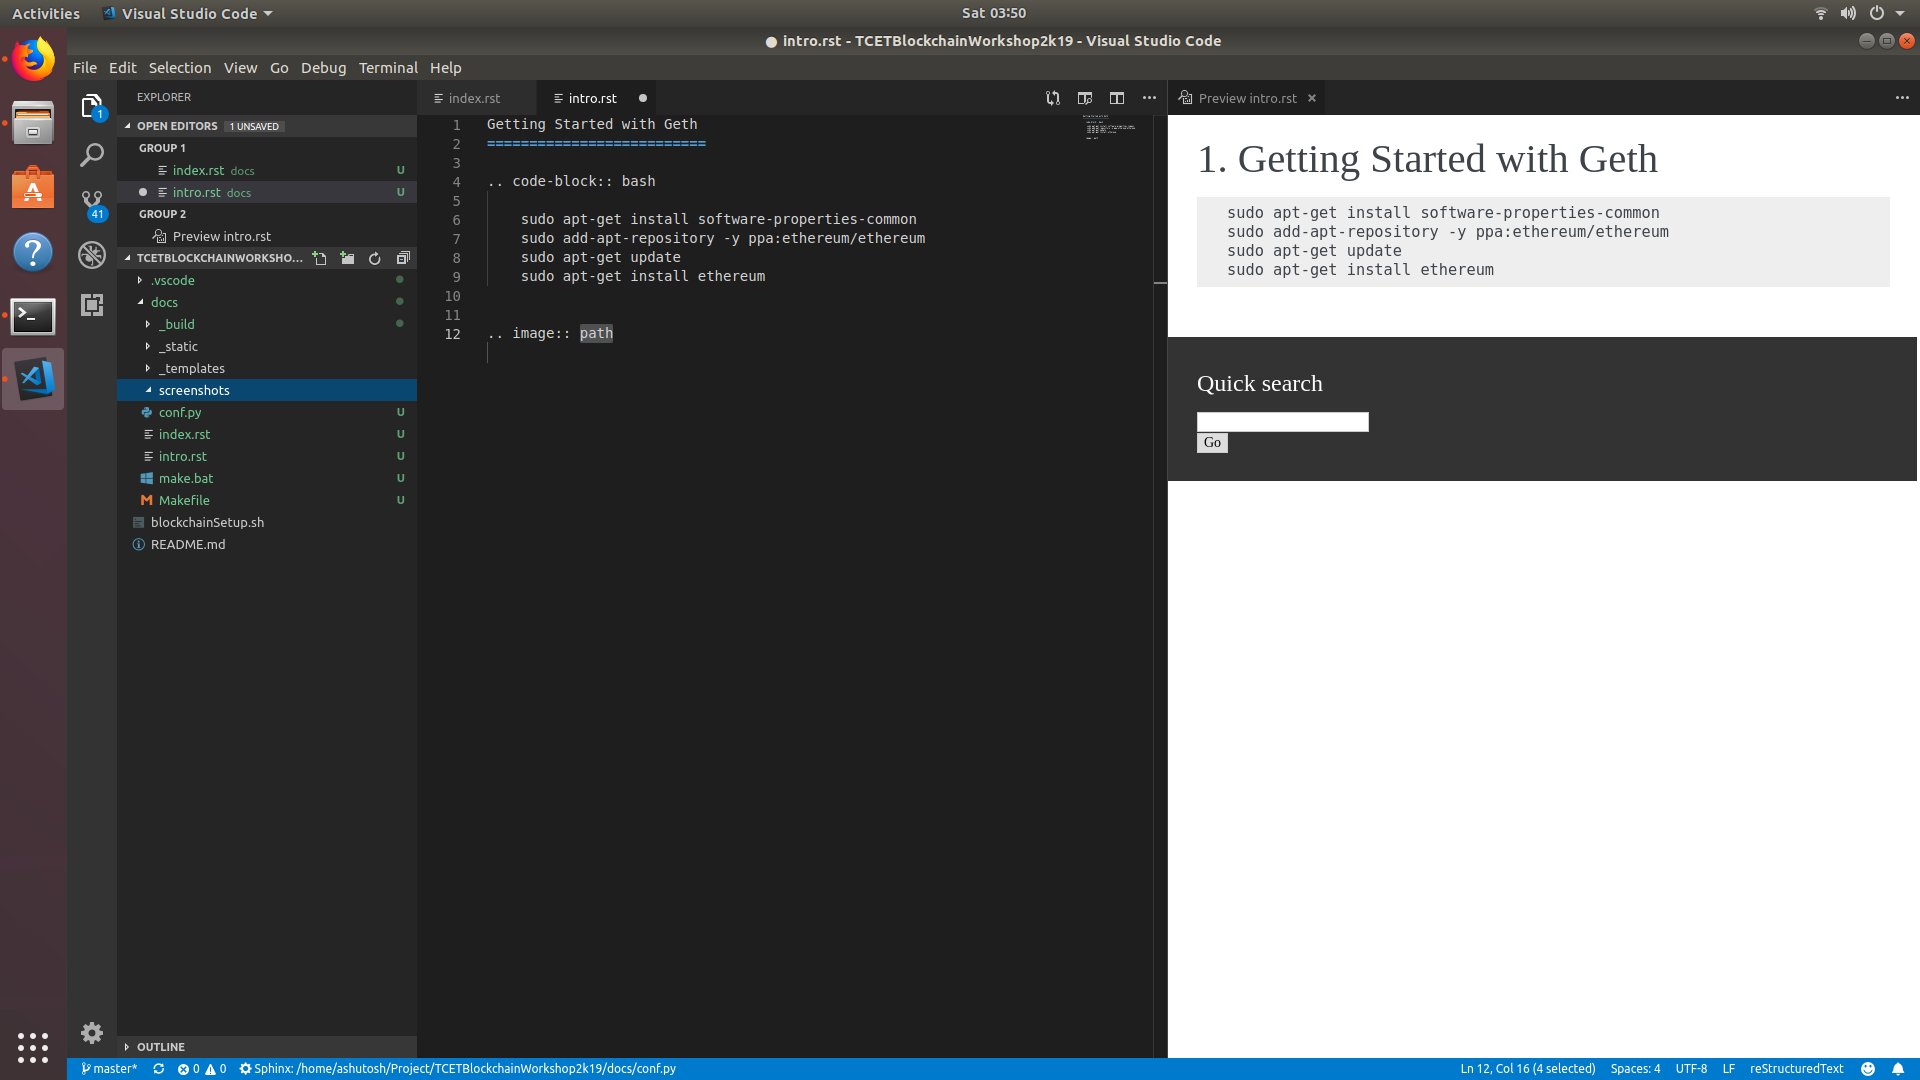 Activities
Visual Studio Code
Sat 03:50
● intro.rst - TCETBlockchainWorkshop2k19 - Visual Studio Code
File Edit Selection View Go Debug Terminal Help
EXPLORER
1
OPEN EDITORS 1 UNSAVED
GROUP 1
index.rst docs U
intro.rst docs U
GROUP 2
Preview intro.rst
TCETBLOCKCHAINWORKSHO...
.vscode
docs
_build
_static
_templates
screenshots
conf.py U
index.rst U
intro.rst U
make.bat U
Makefile U
blockchainSetup.sh
README.md
OUTLINE
41
index.rst
intro.rst
1 Getting Started with Geth
2 ==========================
3
4 .. code-block:: bash
5
6 sudo apt-get install software-properties-common
7 sudo add-apt-repository -y ppa:ethereum/ethereum
8 sudo apt-get update
9 sudo apt-get install ethereum
10
11
12 .. image:: path
Preview intro.rst
1. Getting Started with Geth
sudo apt-get install software-properties-common
sudo add-apt-repository -y ppa:ethereum/ethereum
sudo apt-get update
sudo apt-get install ethereum
Quick search
Go
master* 0 0 Sphinx: /home/ashutosh/Project/TCETBlockchainWorkshop2k19/docs/conf.py
Ln 12, Col 16 (4 selected) Spaces: 4 UTF-8 LF reStructuredText